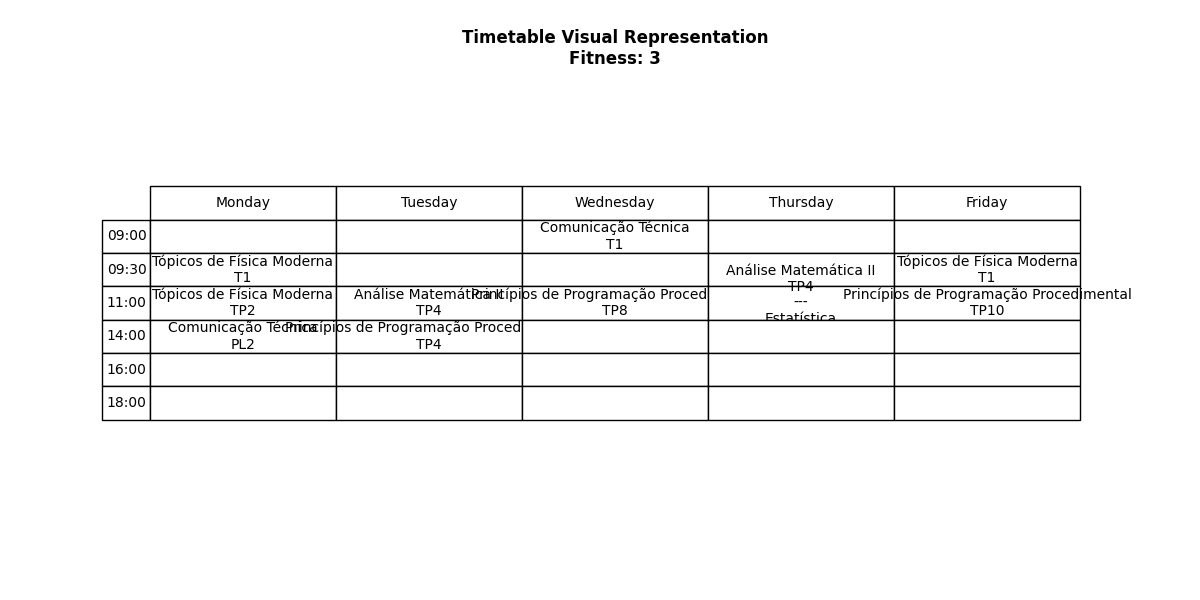 Timetable Visual Representation
Fitness: 3
Monday Tuesday Wednesday Thursday Friday
09:00
Comunicação Técnica
T1
09:30
Tópicos de Física Moderna
T1
Análise Matemática II
TP4
---
Estatística
Tópicos de Física Moderna
T1
11:00
Tópicos de Física Moderna
TP2
Análise Matemática II
TP4
Princípios de Programação Proced
TP8
Princípios de Programação Procedimental
TP10
14:00
Comunicação Técnica
PL2
Princípios de Programação Proced
TP4
16:00
18:00